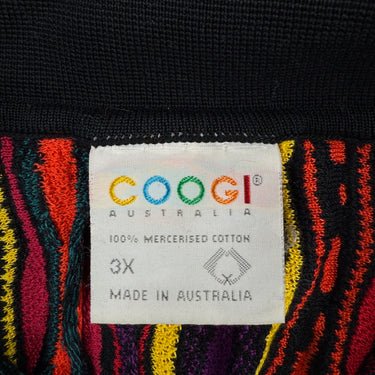 COOGI®
AUSTRALIA
100% MERCERISED COTTON
3X
MADE IN AUSTRALIA